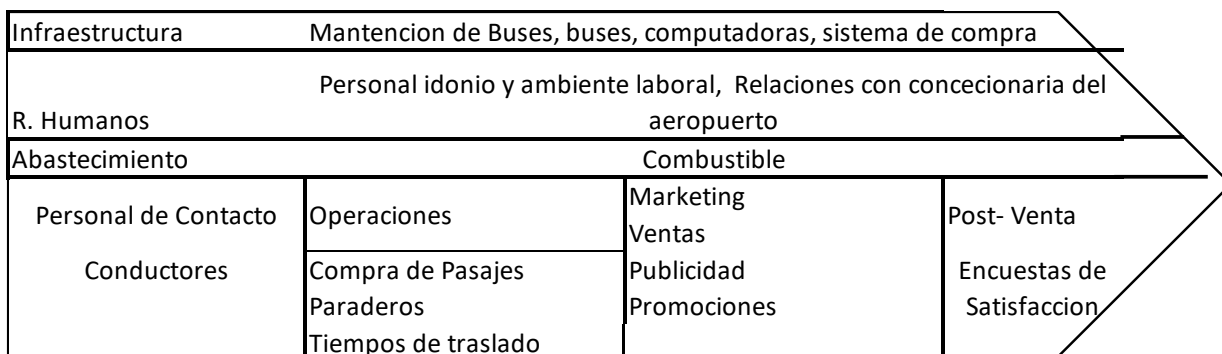 Infraestructura Mantencion de Buses, buses, computadoras, sistema de compra
Personal idonio y ambiente laboral, Relaciones con concecionaria del
R. Humanos aeropuerto
Abastecimiento Combustible
Personal de Contacto
Operaciones
Marketing
Ventas
Post- Venta
Conductores
Compra de Pasajes
Paraderos
Tiempos de traslado
Publicidad
Promociones
Encuestas de
Satisfaccion